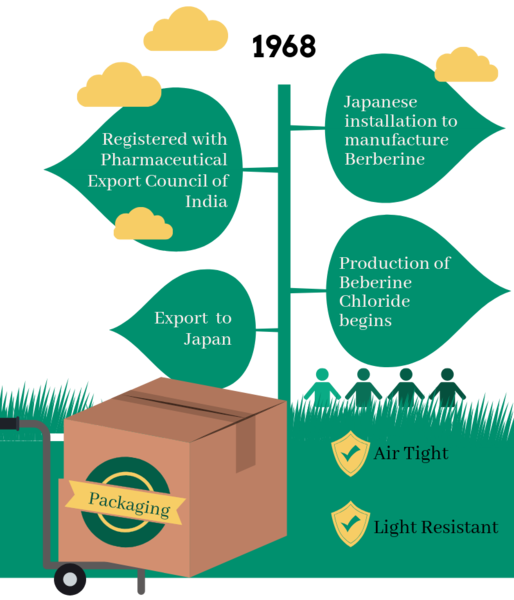 1968
Japanese
installation to
manufacture
Berberine
Registered with
Pharmaceutical
Export Council of
India
Production of
Beberine
Chloride
begins
Export to
Japan
Air Tight
Packaging
Light Resistant